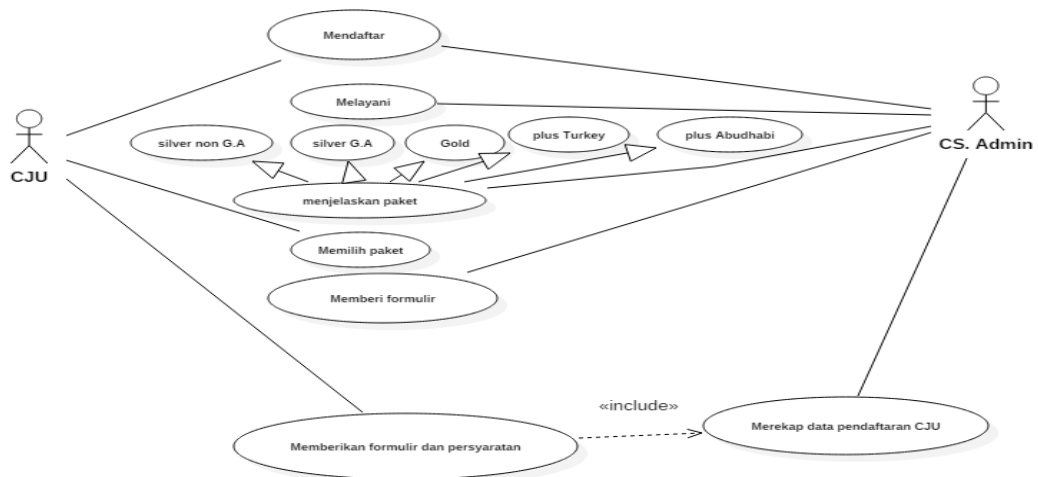 Mendaftar
Melayani
silver non G.A
silver G.A
Gold
plus Turkey
plus Abudhabi
CJU
CS. Admin
menjelaskan paket
Memilih paket
Memberi formulir
«include»
Memberikan formulir dan persyaratan
Merekap data pendaftaran CJU